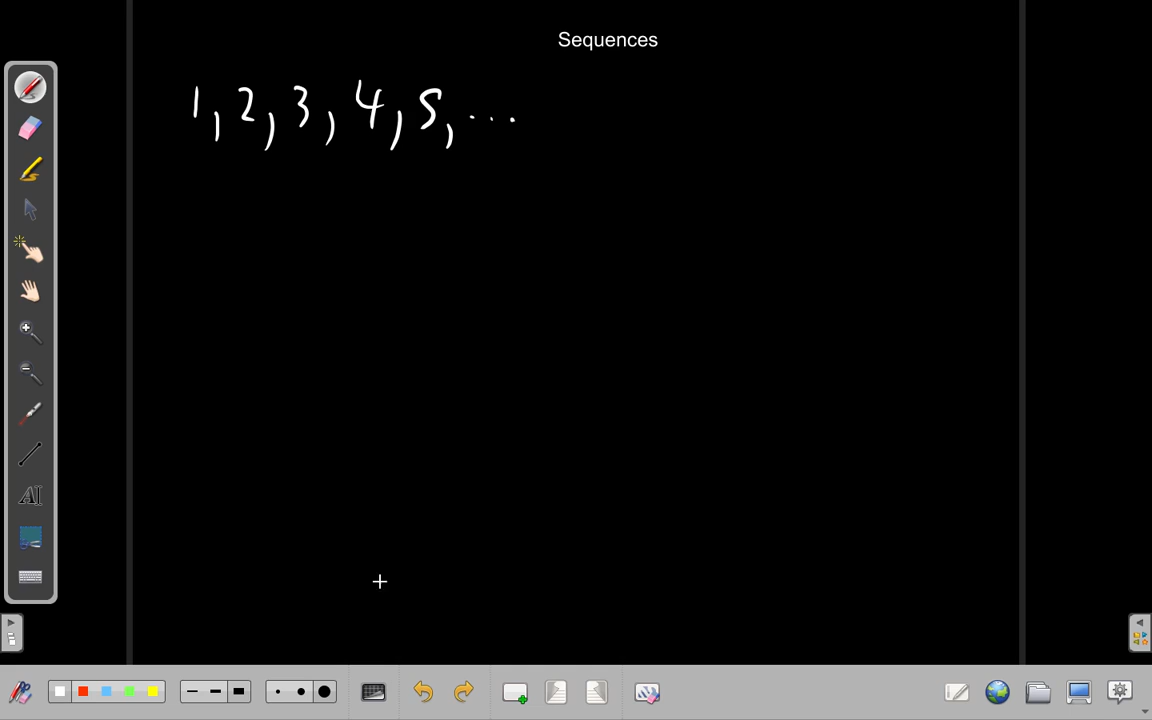 Sequences
1, 2, 3, 4, 5, ...